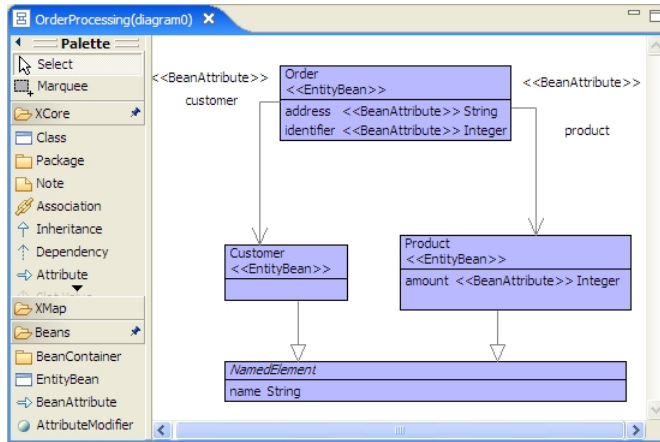 OrderProcessing(diagram0)
Palette
Select
Marquee
XCore
Class
Package
Note
Association
Inheritance
Dependency
Attribute
XMap
Beans
BeanContainer
EntityBean
BeanAttribute
AttributeModifier
<<BeanAttribute>>
customer
Order
<<EntityBean>>
address <<BeanAttribute>> String
identifier <<BeanAttribute>> Integer
<<BeanAttribute>>
product
Customer
<<EntityBean>>
Product
<<EntityBean>>
amount <<BeanAttribute>> Integer
NamedElement
name String